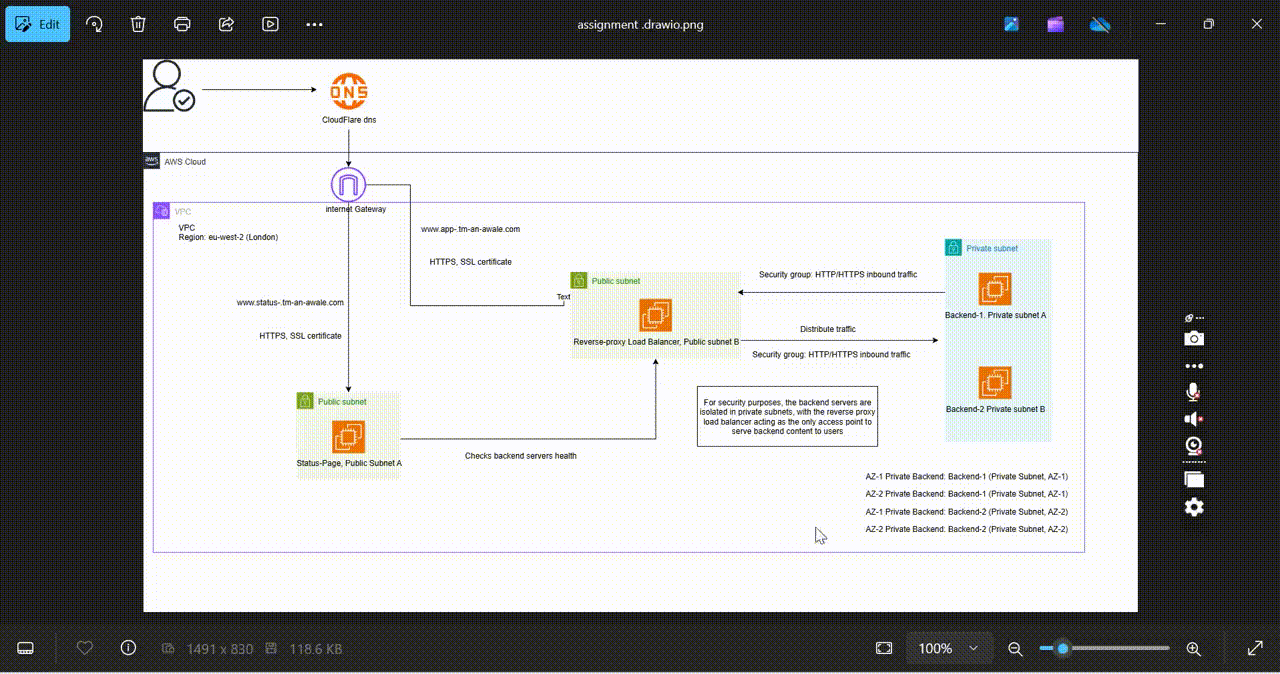 Edit
assignment .drawio.png
DNS
CloudFlare dns
aws
AWS Cloud
internet Gateway
VPC
VPC
Region: eu-west-2 (London)
www.app-.tm-an-awale.com
HTTPS, SSL certificate
Private subnet
Security group: HTTP/HTTPS inbound traffic
Public subnet
Text
www.status-.tm-an-awale.com
Backend-1. Private subnet A
Distribute traffic
HTTPS, SSL certificate
Reverse-proxy Load Balancer, Public subnet B
Security group: HTTP/HTTPS inbound traffic
Public subnet
For security purposes, the backend servers are
isolated in private subnets, with the reverse proxy
load balancer acting as the only access point to
serve backend content to users
Backend-2 Private subnet B
Status-Page, Public Subnet A
Checks backend servers health
AZ-1 Private Backend: Backend-1 (Private Subnet, AZ-1)
AZ-2 Private Backend: Backend-1 (Private Subnet, AZ-1)
AZ-1 Private Backend: Backend-2 (Private Subnet, AZ-2)
AZ-2 Private Backend: Backend-2 (Private Subnet, AZ-2)
1491 x 830
118.6 KB
100%